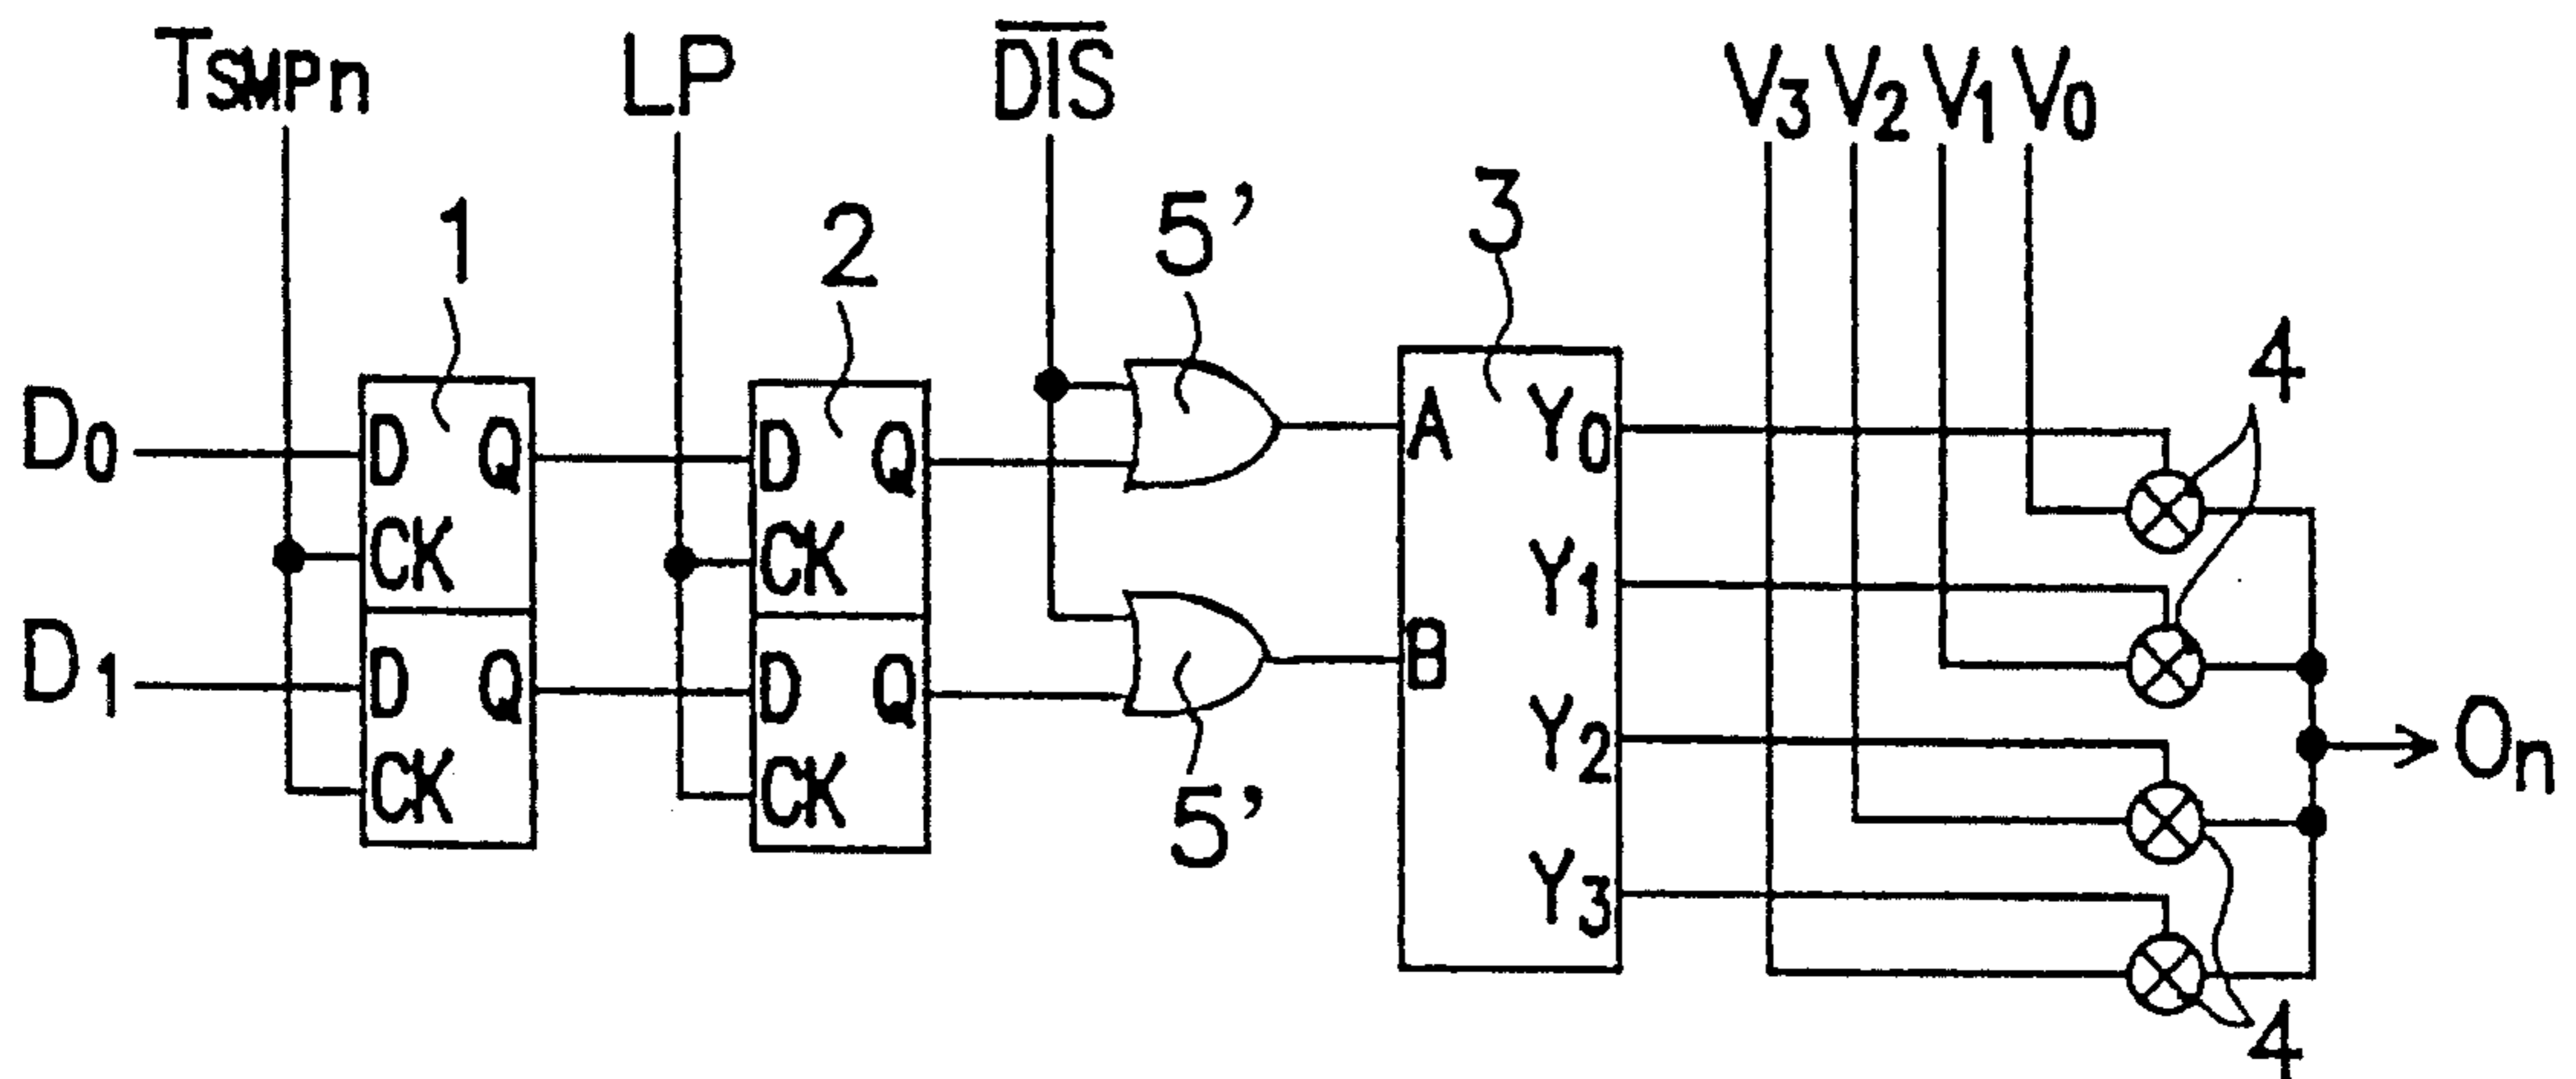 TSMPn LP DIS V3 V2 V1 V0
1 2 5' 3 4
D0 D Q D Q A Y0
CK CK Y1
D1 D Q D Q B
CK CK Y2
5' Y3
On
4